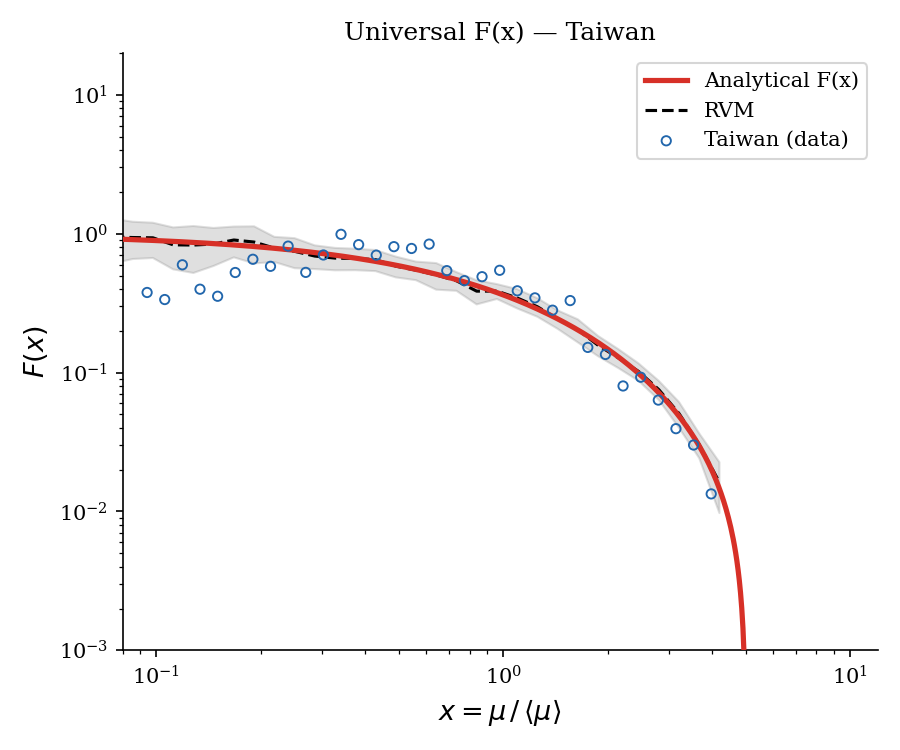 Universal F(x) — Taiwan
Analytical F(x)
RVM
Taiwan (data)
F(x)
10¹
10⁰
10⁻¹
10⁻²
10⁻³
10⁻¹
10⁰
10¹
x = μ / ⟨μ⟩